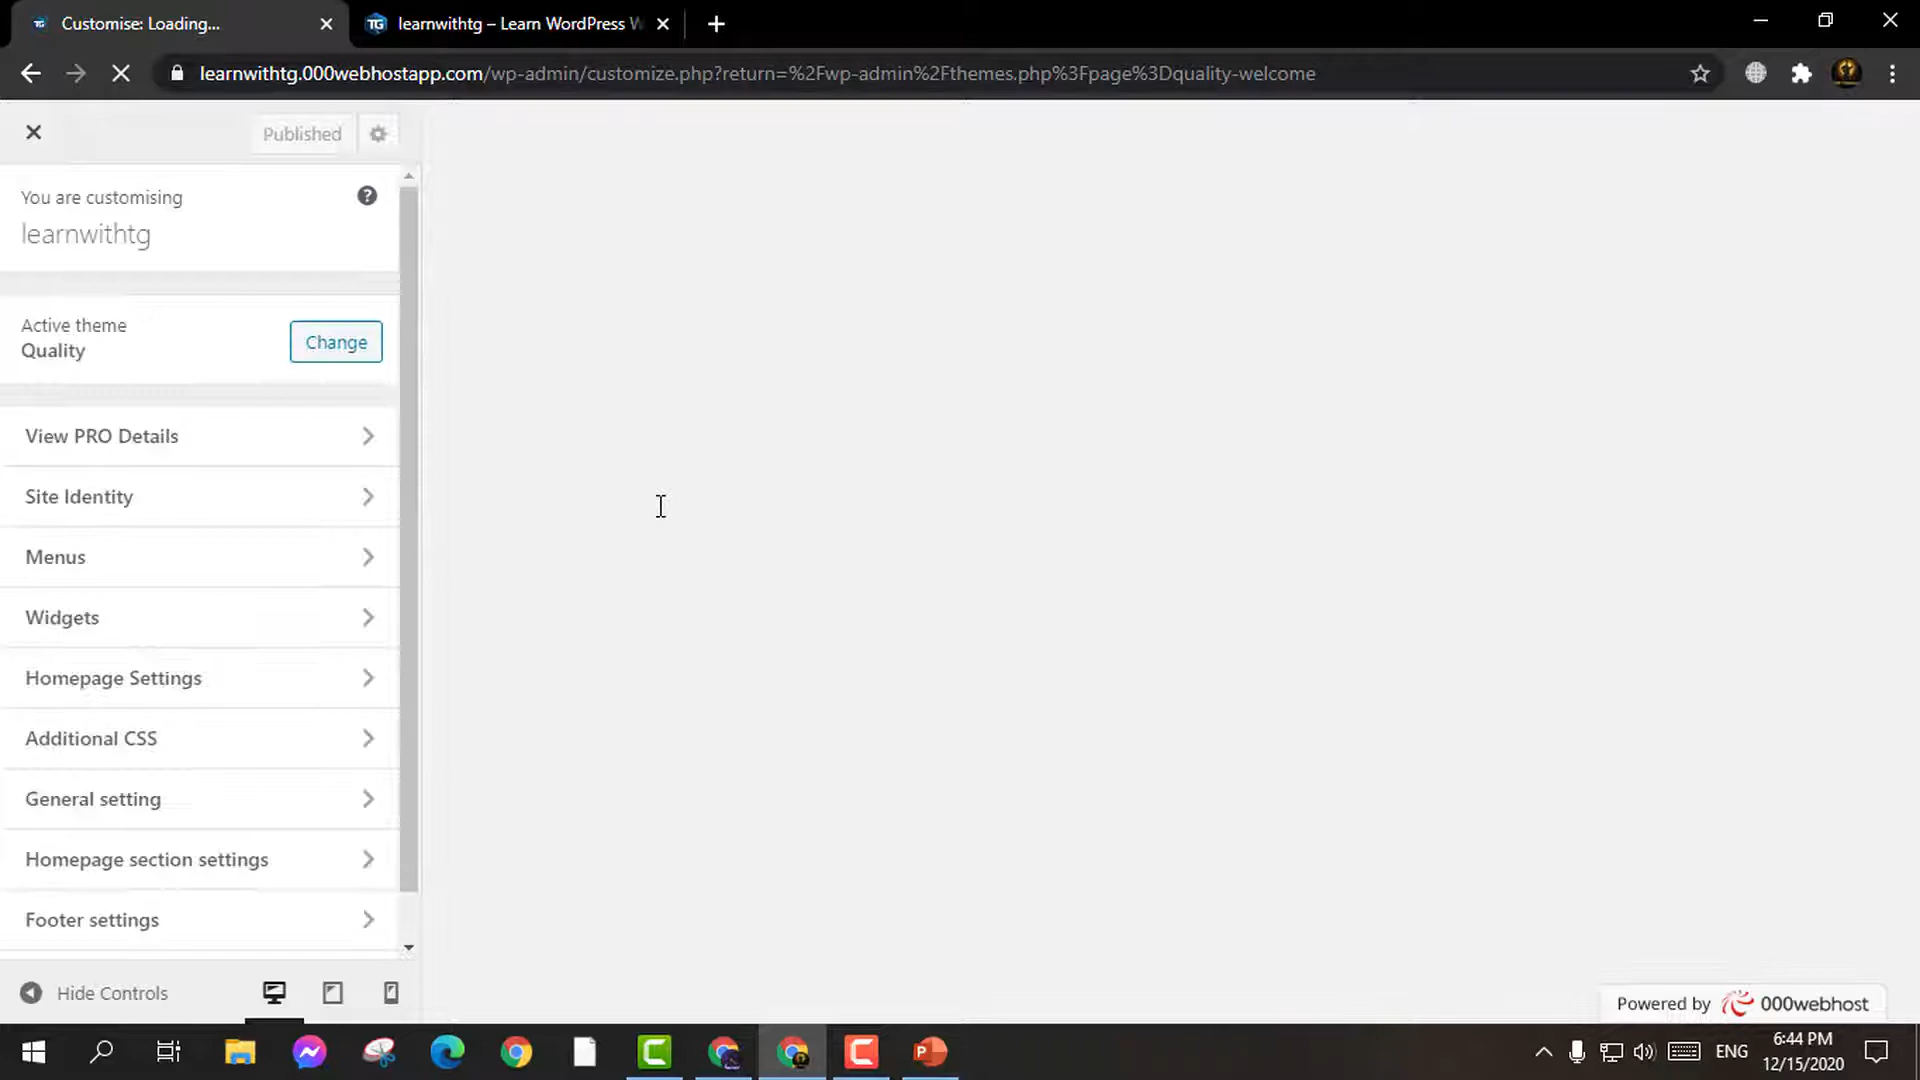 Customise: Loading...
learnwithtg – Learn WordPress W
learnwithtg.000webhostapp.com/wp-admin/customize.php?return=%2Fwp-admin%2Fthemes.php%3Fpage%3Dquality-welcome
Published
You are customising
learnwithtg
Active theme
Quality
Change
View PRO Details
Site Identity
Menus
Widgets
Homepage Settings
Additional CSS
General setting
Homepage section settings
Footer settings
Hide Controls
Powered by 000webhost
ENG
6:44 PM
12/15/2020